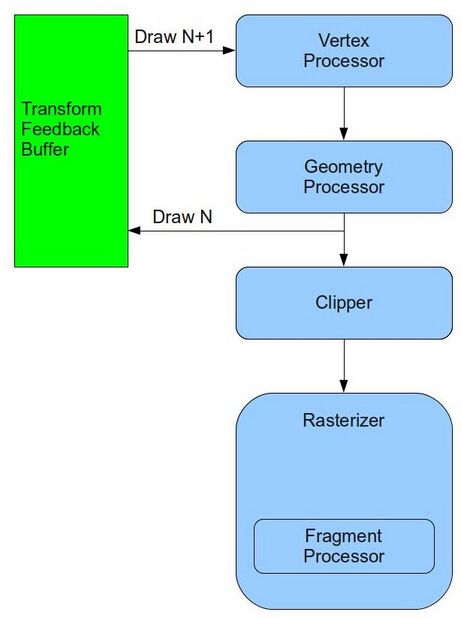 Draw N+1
Vertex
Processor
Transform
Feedback
Buffer
Geometry
Processor
Draw N
Clipper
Rasterizer
Fragment
Processor